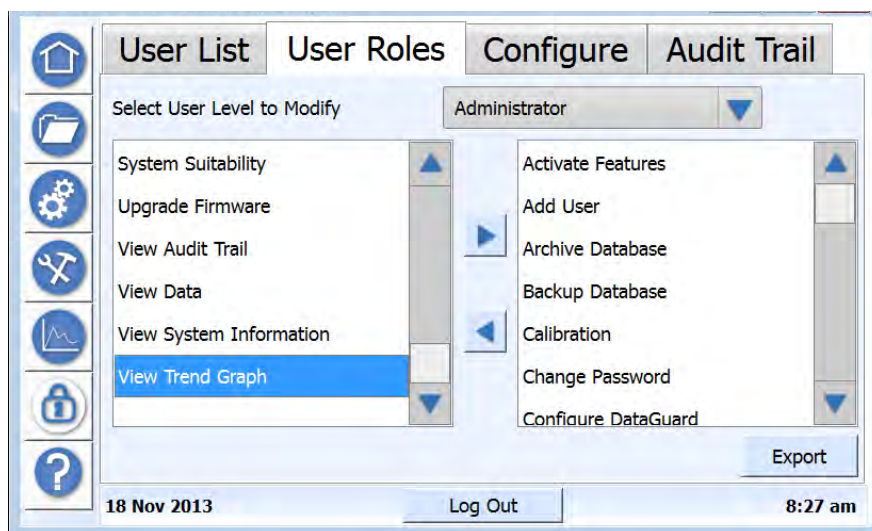 User List
User Roles
Configure
Audit Trail
Select User Level to Modify
Administrator
System Suitability
Upgrade Firmware
View Audit Trail
View Data
View System Information
View Trend Graph
Activate Features
Add User
Archive Database
Backup Database
Calibration
Change Password
Configure DataGuard
Export
18 Nov 2013
Log Out
8:27 am
?